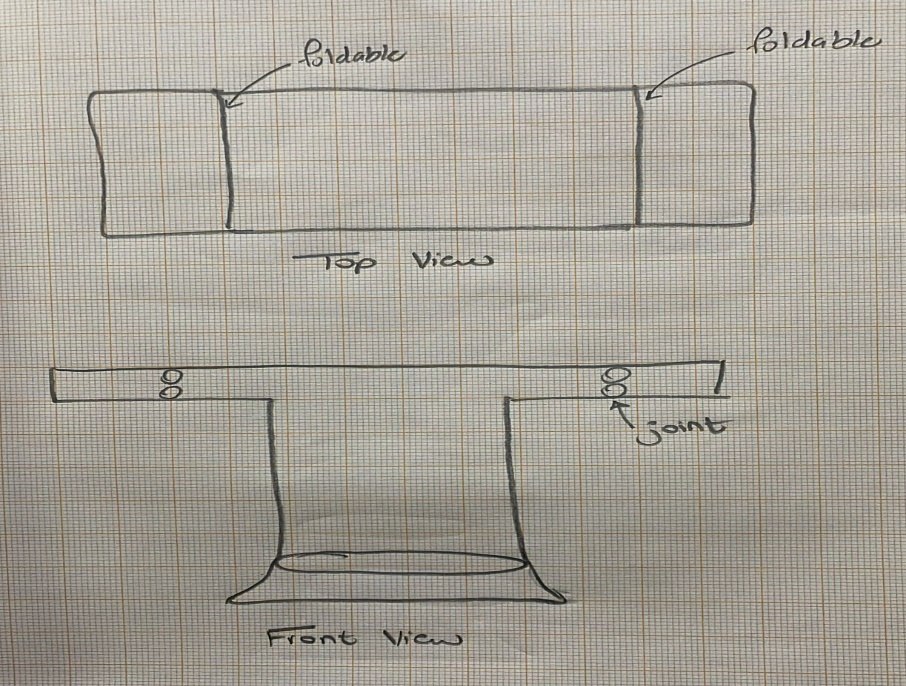 foldable
foldable
Top View
joint
Front View